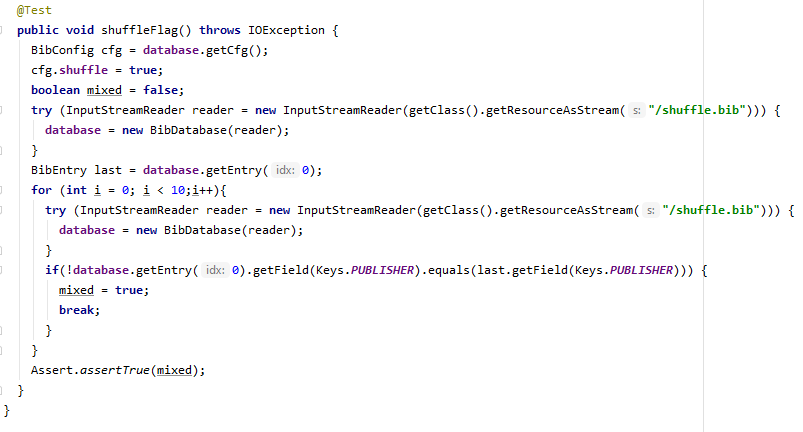 @Test
public void shuffleFlag() throws IOException {
BibConfig cfg = database.getCfg();
cfg.shuffle = true;
boolean mixed = false;
try (InputStreamReader reader = new InputStreamReader(getClass().getResourceAsStream( s: "/shuffle.bib"))) {
database = new BibDatabase(reader);
}
BibEntry last = database.getEntry( idx: 0);
for (int i = 0; i < 10;i++){
try (InputStreamReader reader = new InputStreamReader(getClass().getResourceAsStream( s: "/shuffle.bib"))) {
database = new BibDatabase(reader);
}
if(!database.getEntry( idx: 0).getField(Keys.PUBLISHER).equals(last.getField(Keys.PUBLISHER))) {
mixed = true;
break;
}
}
Assert.assertTrue(mixed);
}
}